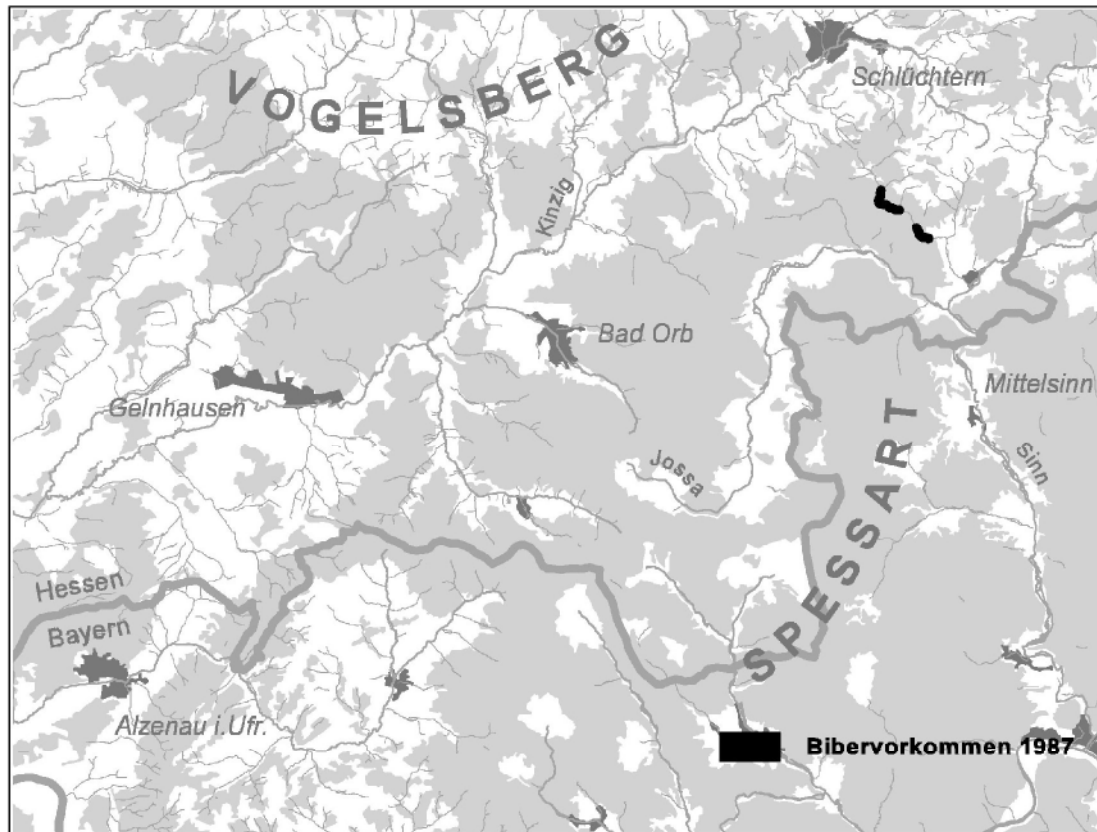 VOGELSBERG
Schlüchtern
Kinzig
Bad Orb
Gelnhausen
Mittelsinn
Jossa
Sinn
SPESSART
Hessen
Bayern
Alzenau i.Ufr.
Bibervorkommen 1987